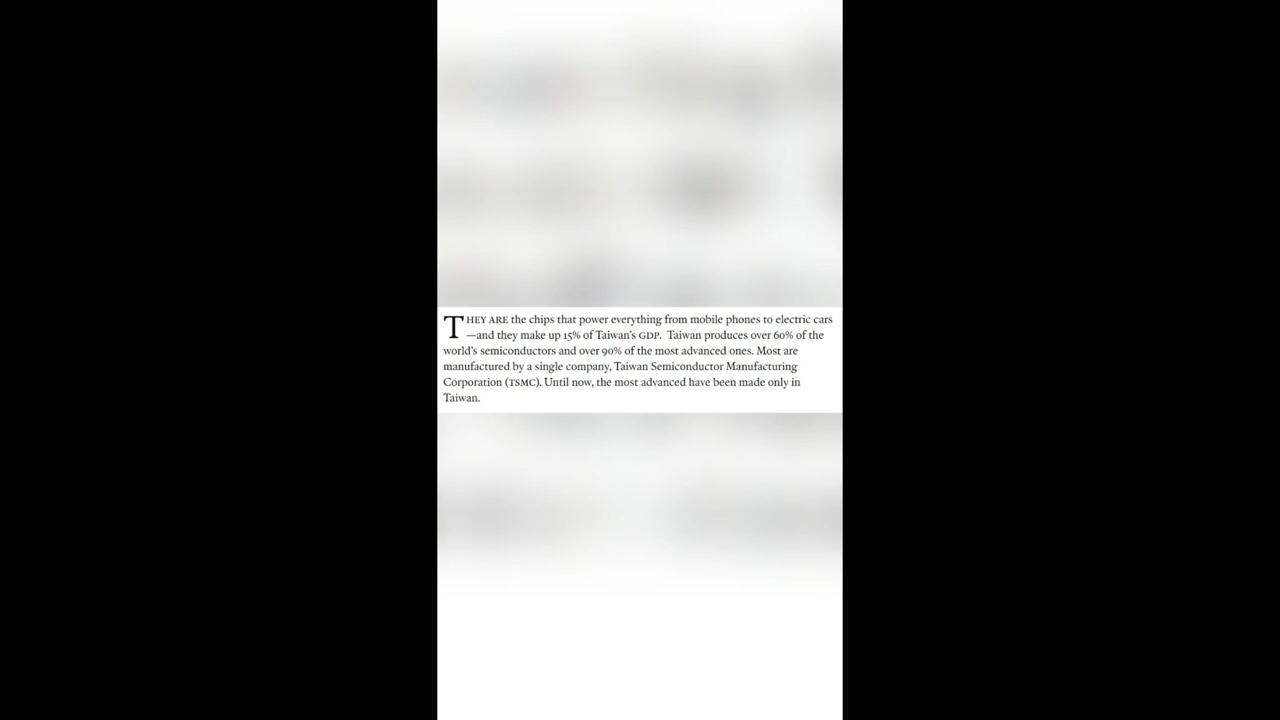 THEY ARE the chips that power everything from mobile phones to electric cars
—and they make up 15% of Taiwan's GDP. Taiwan produces over 60% of the
world's semiconductors and over 90% of the most advanced ones. Most are
manufactured by a single company, Taiwan Semiconductor Manufacturing
Corporation (TSMC). Until now, the most advanced have been made only in
Taiwan.